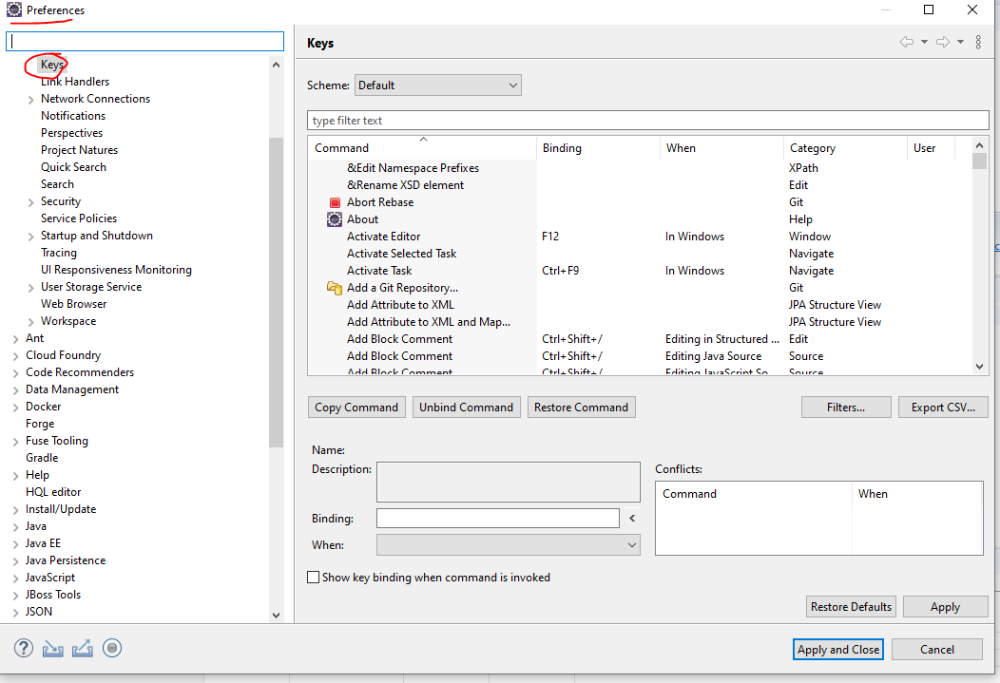 Preferences
Keys
Link Handlers
Network Connections
Notifications
Perspectives
Project Natures
Quick Search
Search
Security
Service Policies
Startup and Shutdown
Tracing
UI Responsiveness Monitoring
User Storage Service
Web Browser
Workspace
Ant
Cloud Foundry
Code Recommenders
Data Management
Docker
Forge
Fuse Tooling
Gradle
Help
HQL editor
Install/Update
Java
Java EE
Java Persistence
JavaScript
JBoss Tools
JSON
Keys
Scheme: Default
type filter text
Command Binding When Category User
&Edit Namespace Prefixes XPath
&Rename XSD element Edit
Abort Rebase Git
About Help
Activate Editor F12 In Windows Window
Activate Selected Task Navigate
Activate Task Ctrl+F9 In Windows Navigate
Add a Git Repository... Git
Add Attribute to XML JPA Structure View
Add Attribute to XML and Map... JPA Structure View
Add Block Comment Ctrl+Shift+/ Editing in Structured ... Edit
Add Block Comment Ctrl+Shift+/ Editing Java Source Source
Add Block Comment Ctrl+Shift+/ Editing JavaScript So... Source
Copy Command Unbind Command Restore Command Filters... Export CSV...
Name:
Description: Conflicts:
Command When
Binding: <
When:
Show key binding when command is invoked
Restore Defaults Apply
? Apply and Close Cancel